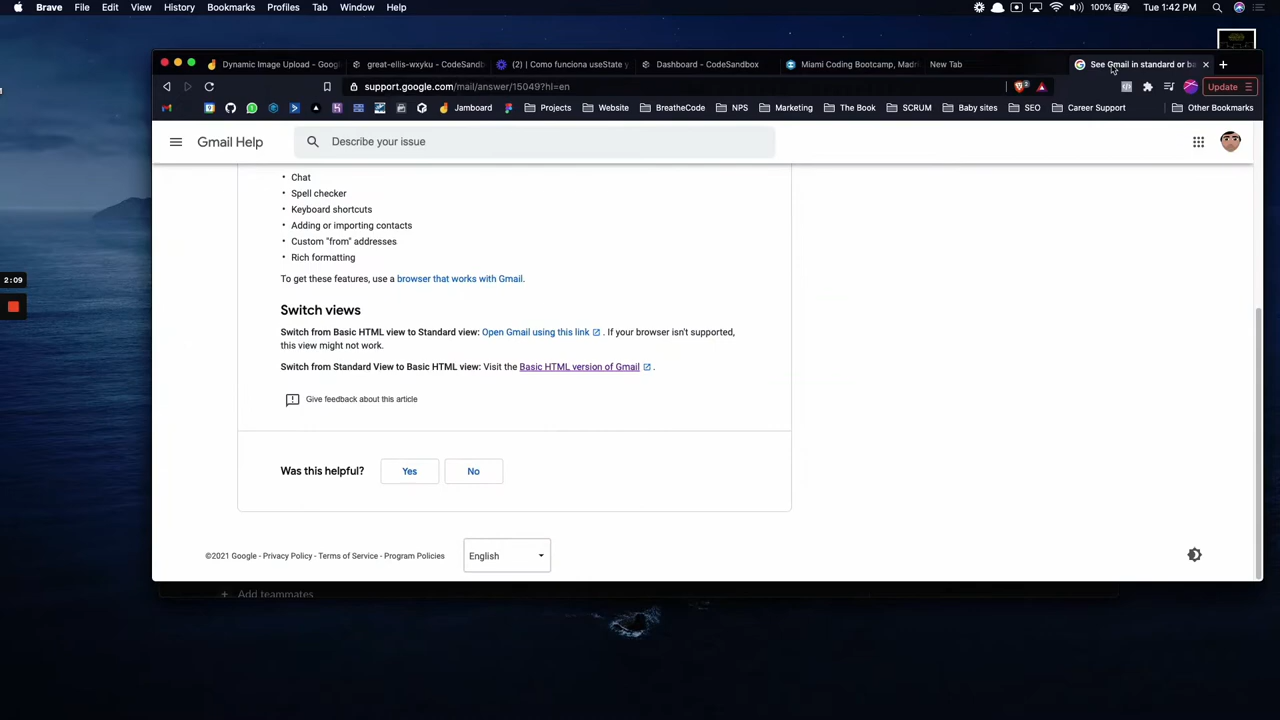 Brave File Edit View History Bookmarks Profiles Tab Window Help 100% Tue 1:42 PM
Dynamic Image Upload - Goog great-ellis-wxyku - CodeSandb (2) | Como funciona useState y Dashboard - CodeSandbox Miami Coding Bootcamp, Madri New Tab See Gmail in standard or ba
support.google.com/mail/answer/15049?hl=en 3 Update
Jamboard Projects Website BreatheCode NPS Marketing The Book SCRUM Baby sites SEO Career Support Other Bookmarks
Gmail Help Describe your issue
• Chat
• Spell checker
• Keyboard shortcuts
• Adding or importing contacts
• Custom "from" addresses
• Rich formatting
To get these features, use a browser that works with Gmail.
2:09
Switch views
Switch from Basic HTML view to Standard view: Open Gmail using this link . If your browser isn't supported,
this view might not work.
Switch from Standard View to Basic HTML view: Visit the Basic HTML version of Gmail .
Give feedback about this article
Was this helpful? Yes No
©2021 Google - Privacy Policy - Terms of Service - Program Policies English
+ Add teammates